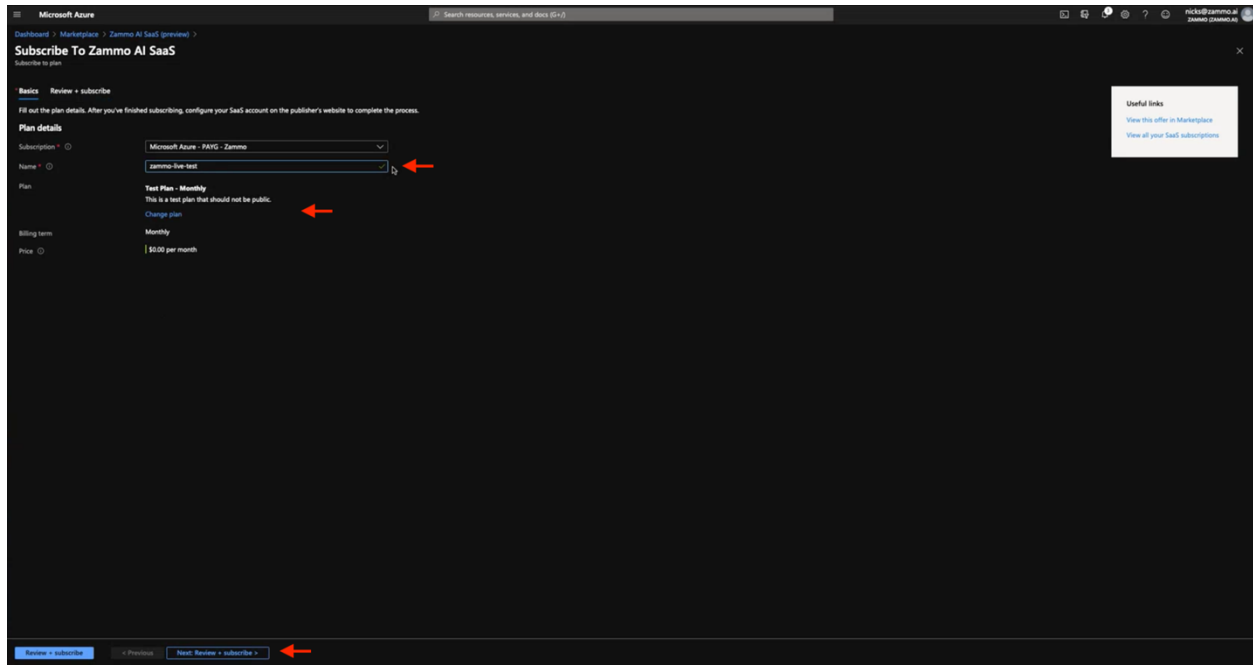 Microsoft Azure
Search resources, services, and docs (G+/)
nicks@zammo.ai
ZAMMO (ZAMMO.AI)
Dashboard > Marketplace > Zammo AI SaaS (preview) >
Subscribe To Zammo AI SaaS
Subscribe to plan
* Basics Review + subscribe
Fill out the plan details. After you've finished subscribing, configure your SaaS account on the publisher's website to complete the process.
Plan details
Subscription * Microsoft Azure - PAYG - Zammo
Name * zammo-live-test
Plan Test Plan - Monthly
This is a test plan that should not be public.
Change plan
Billing term Monthly
Price $0.00 per month
Useful links
View this offer in Marketplace
View all your SaaS subscriptions
Review + subscribe < Previous Next: Review + subscribe >